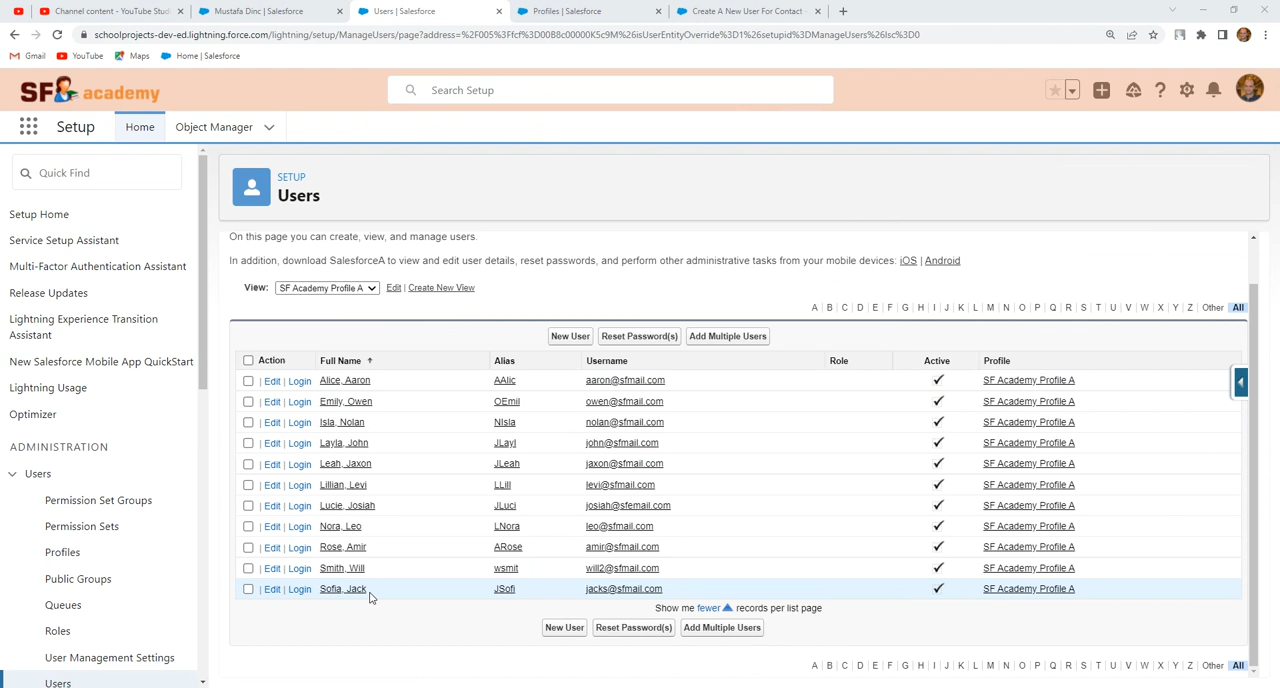 Channel content - YouTube Stu
Mustafa Dinc | Salesforce
Users | Salesforce
Profiles | Salesforce
Create A New User For Contact -
schoolprojects-dev-ed.lightning.force.com/lightning/setup/ManageUsers/page?address=%2F005%3Ffcf%3D00B8c00000K5c9M%26isUserEntityOverride%3D1%26setupid%3DManageUsers%26lsc%3D0
Gmail YouTube Maps Home | Salesforce
SF academy
Search Setup
Setup Home Object Manager
Quick Find
Setup Home
Service Setup Assistant
Multi-Factor Authentication Assistant
Release Updates
Lightning Experience Transition
Assistant
New Salesforce Mobile App QuickStart
Lightning Usage
Optimizer
ADMINISTRATION
Users
Permission Set Groups
Permission Sets
Profiles
Public Groups
Queues
Roles
User Management Settings
Users
SETUP
Users
On this page you can create, view, and manage users.
In addition, download SalesforceA to view and edit user details, reset passwords, and perform other administrative tasks from your mobile devices: iOS | Android
View: SF Academy Profile A Edit | Create New View
A | B | C | D | E | F | G | H | I | J | K | L | M | N | O | P | Q | R | S | T | U | V | W | X | Y | Z | Other | All
New User Reset Password(s) Add Multiple Users
Action Full Name Alias Username Role Active Profile
| Edit | Login Alice, Aaron AAlic aaron@sfmail.com SF Academy Profile A
| Edit | Login Emily, Owen OEmil owen@sfmail.com SF Academy Profile A
| Edit | Login Isla, Nolan NIsla nolan@sfmail.com SF Academy Profile A
| Edit | Login Layla, John JLayl john@sfmail.com SF Academy Profile A
| Edit | Login Leah, Jaxon JLeah jaxon@sfmail.com SF Academy Profile A
| Edit | Login Lillian, Levi LLill levi@sfmail.com SF Academy Profile A
| Edit | Login Lucie, Josiah JLuci josiah@sfemail.com SF Academy Profile A
| Edit | Login Nora, Leo LNora leo@sfmail.com SF Academy Profile A
| Edit | Login Rose, Amir ARose amir@sfmail.com SF Academy Profile A
| Edit | Login Smith, Will wsmit will2@sfmail.com SF Academy Profile A
| Edit | Login Sofia, Jack JSofi jacks@sfmail.com SF Academy Profile A
Show me fewer records per list page
New User Reset Password(s) Add Multiple Users
A | B | C | D | E | F | G | H | I | J | K | L | M | N | O | P | Q | R | S | T | U | V | W | X | Y | Z | Other | All